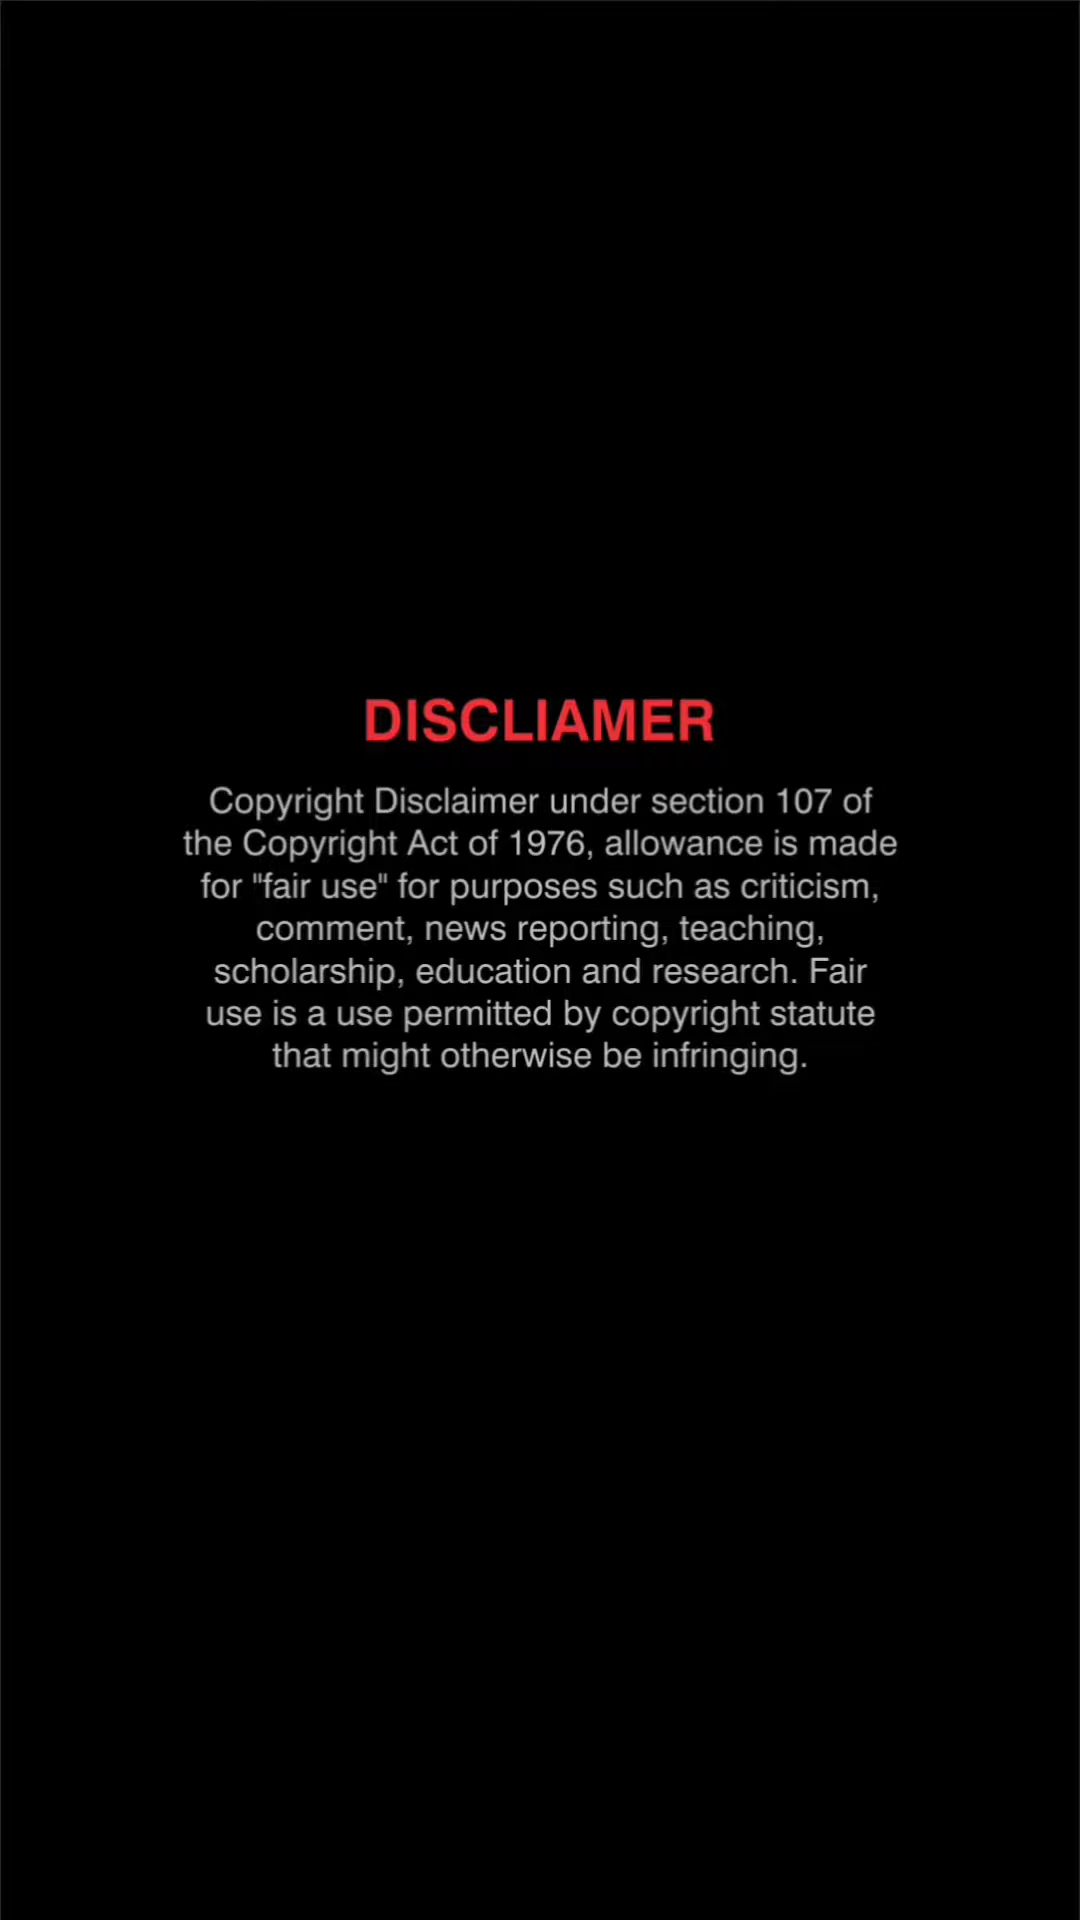 DISCLIAMER
Copyright Disclaimer under section 107 of
the Copyright Act of 1976, allowance is made
for "fair use" for purposes such as criticism,
comment, news reporting, teaching,
scholarship, education and research. Fair
use is a use permitted by copyright statute
that might otherwise be infringing.